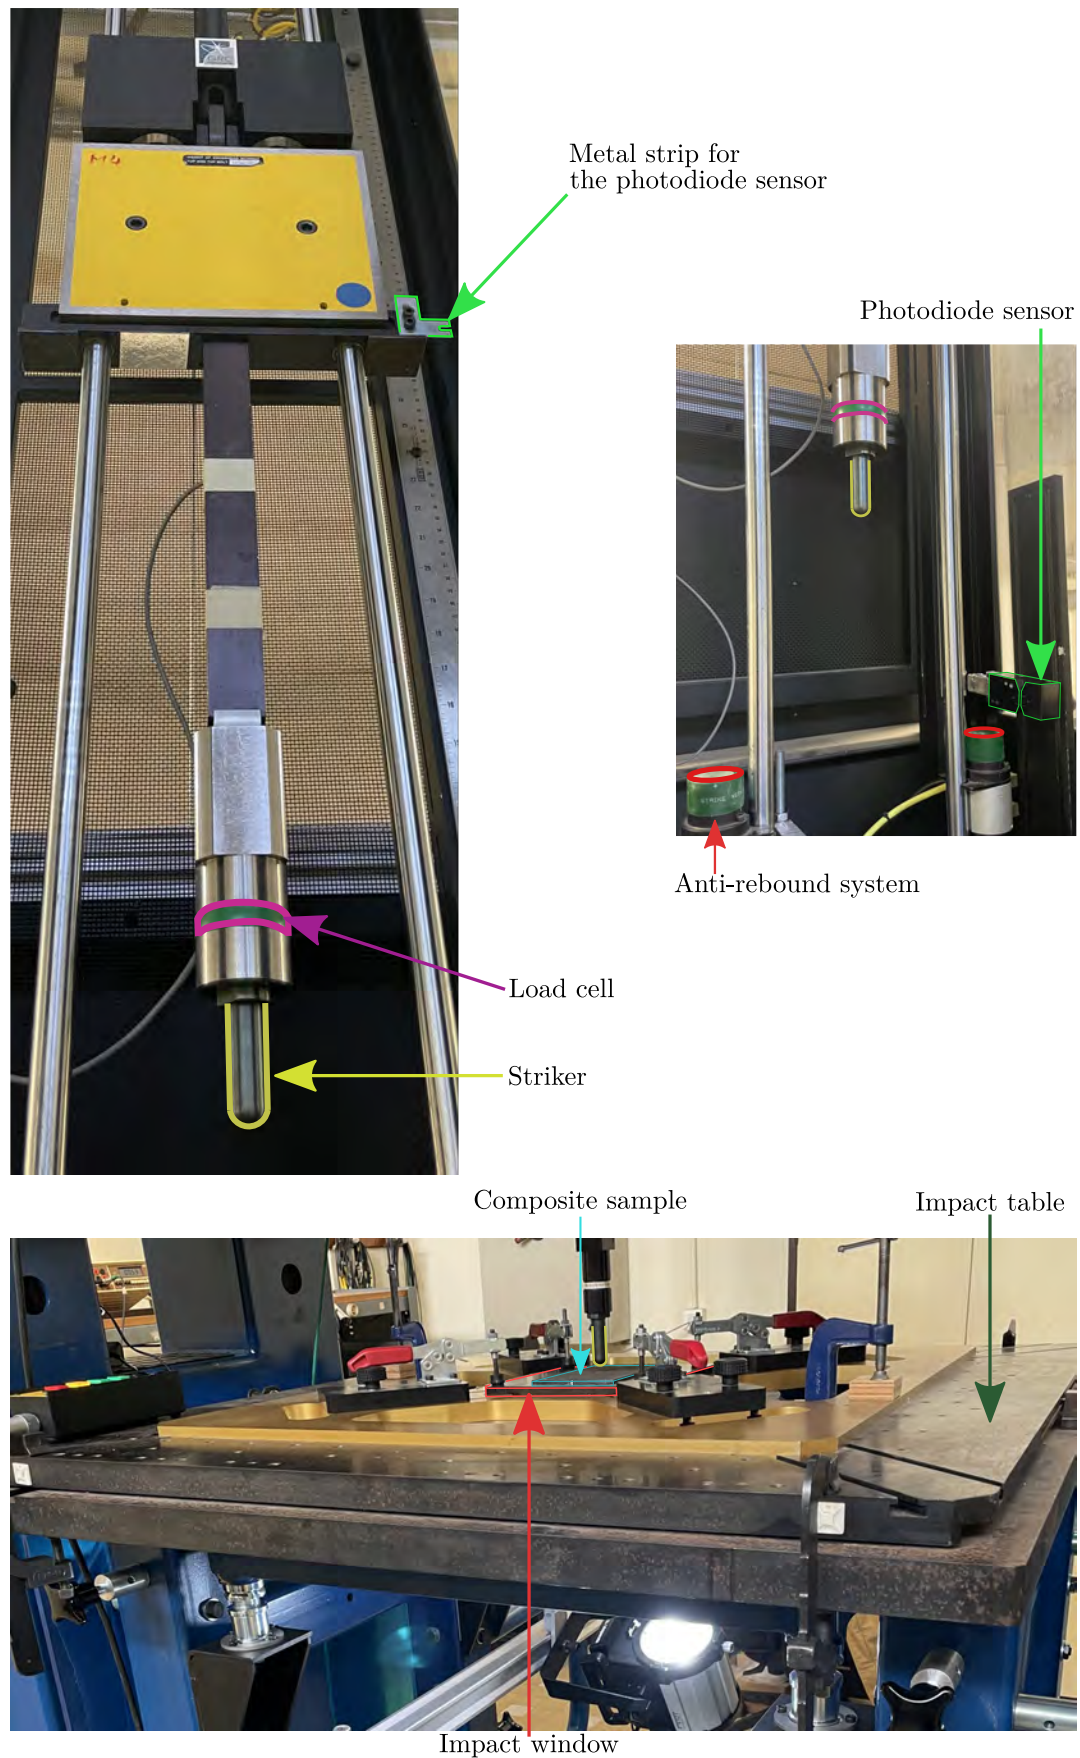 M4
Metal strip for
the photodiode sensor
Photodiode sensor
Anti-rebound system
Load cell
Striker
Composite sample
Impact table
Impact window